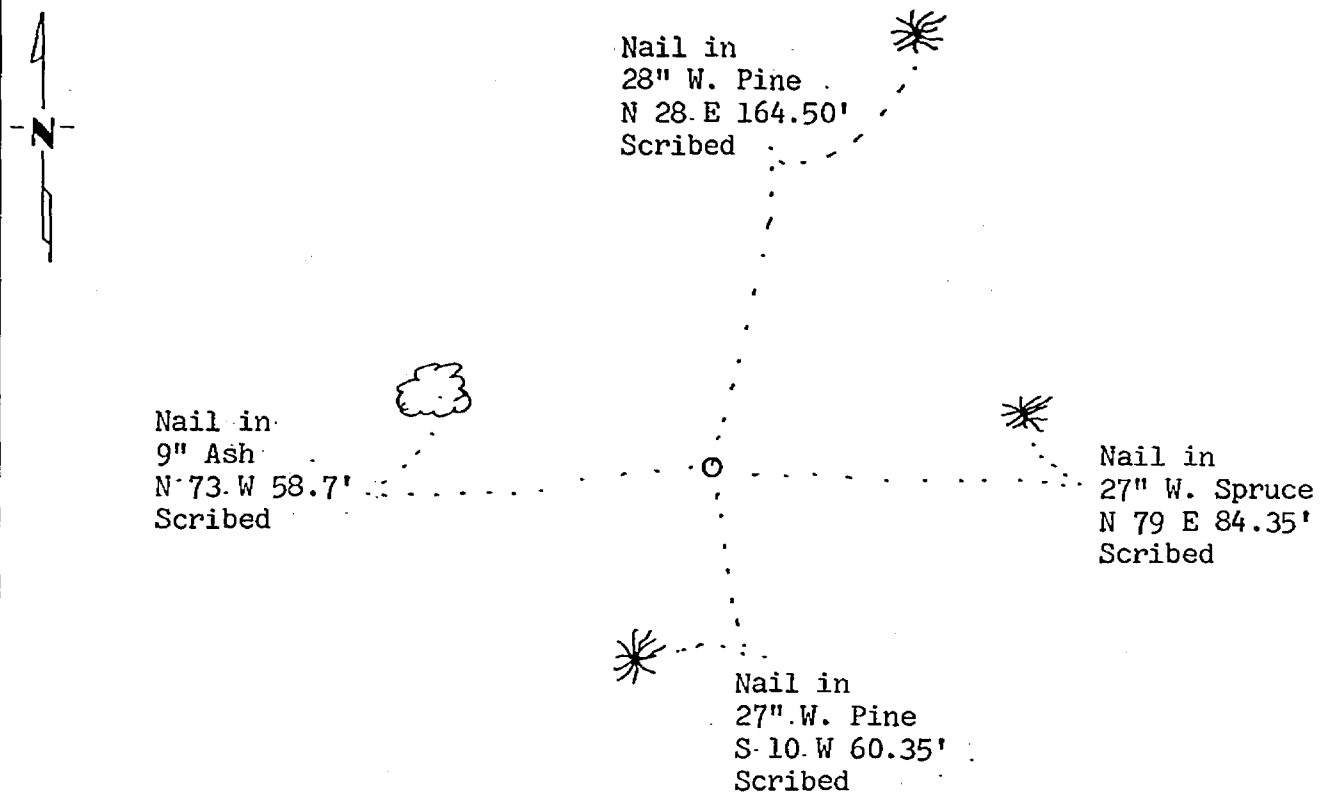 N
Nail in
28" W. Pine
N 28 E 164.50'
Scribed
Nail in
9" Ash
N 73 W 58.7'
Scribed
Nail in
27" W. Spruce
N 79 E 84.35'
Scribed
Nail in
27" W. Pine
S 10 W 60.35'
Scribed